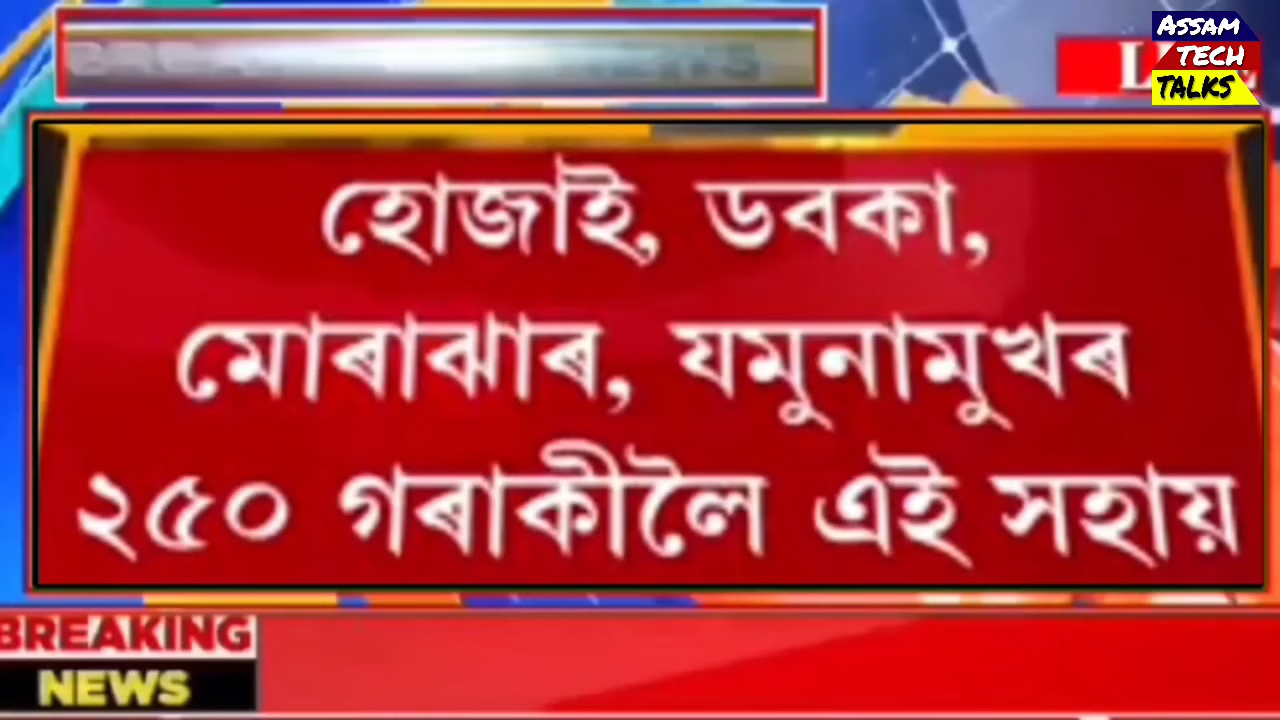 ASSAM
TECH
TALKS
হোজাই, ডবকা,
মোৰাঝাৰ, যমুনামুখৰ
২৫০ গৰাকীলৈ এই সহায়
BREAKING
NEWS